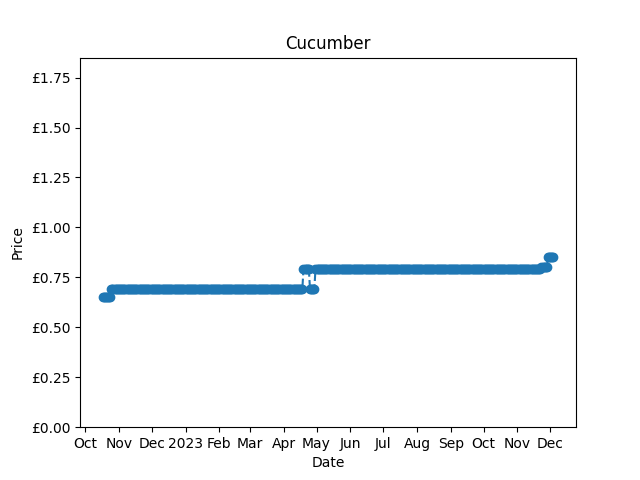 Cucumber
£1.75
£1.50
£1.25
£1.00
£0.75
£0.50
£0.25
£0.00
Price
Oct Nov Dec 2023 Feb Mar Apr May Jun Jul Aug Sep Oct Nov Dec
Date